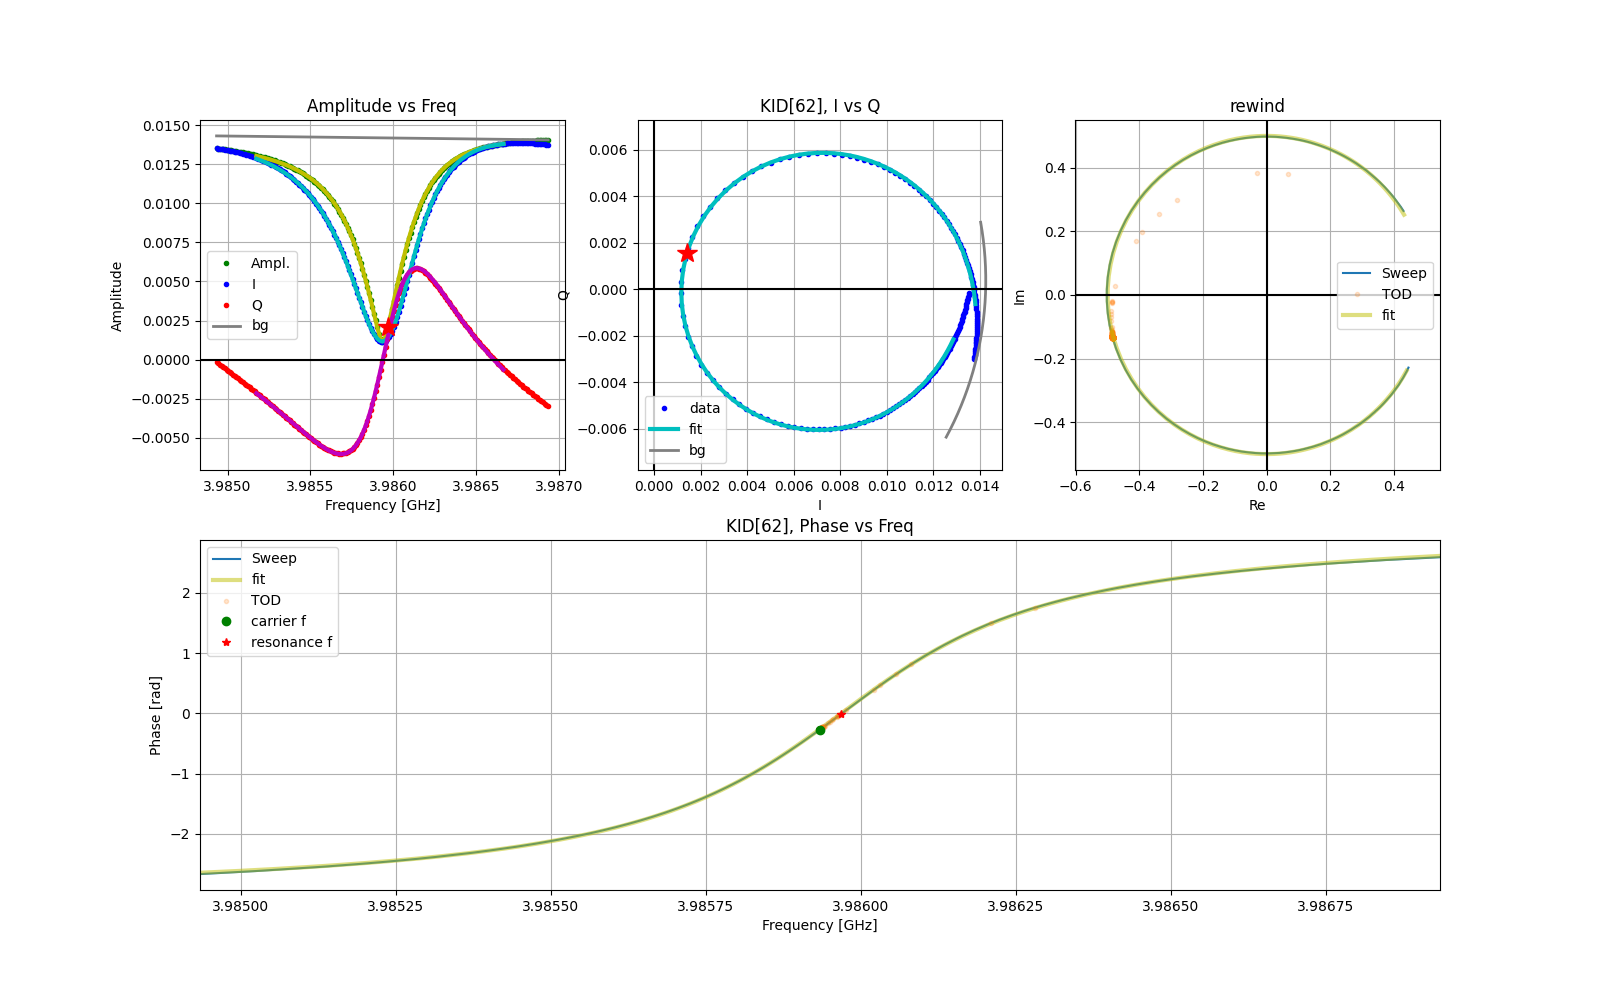 Amplitude vs Freq
0.0150
0.0125
0.0100
0.0075
0.0050
0.0025
0.0000
−0.0025
−0.0050
Amplitude
Ampl.
I
Q
bg
3.9850 3.9855 3.9860 3.9865 3.9870
Frequency [GHz]
KID[62], I vs Q
0.006
0.004
0.002
0.000
−0.002
−0.004
−0.006
Q
data
fit
bg
0.000 0.002 0.004 0.006 0.008 0.010 0.012 0.014
I
rewind
0.4
0.2
0.0
−0.2
−0.4
Im
Sweep
TOD
fit
−0.6 −0.4 −0.2 0.0 0.2 0.4
Re
KID[62], Phase vs Freq
2
1
0
−1
−2
Phase [rad]
Sweep
fit
TOD
carrier f
resonance f
3.98500 3.98525 3.98550 3.98575 3.98600 3.98625 3.98650 3.98675
Frequency [GHz]